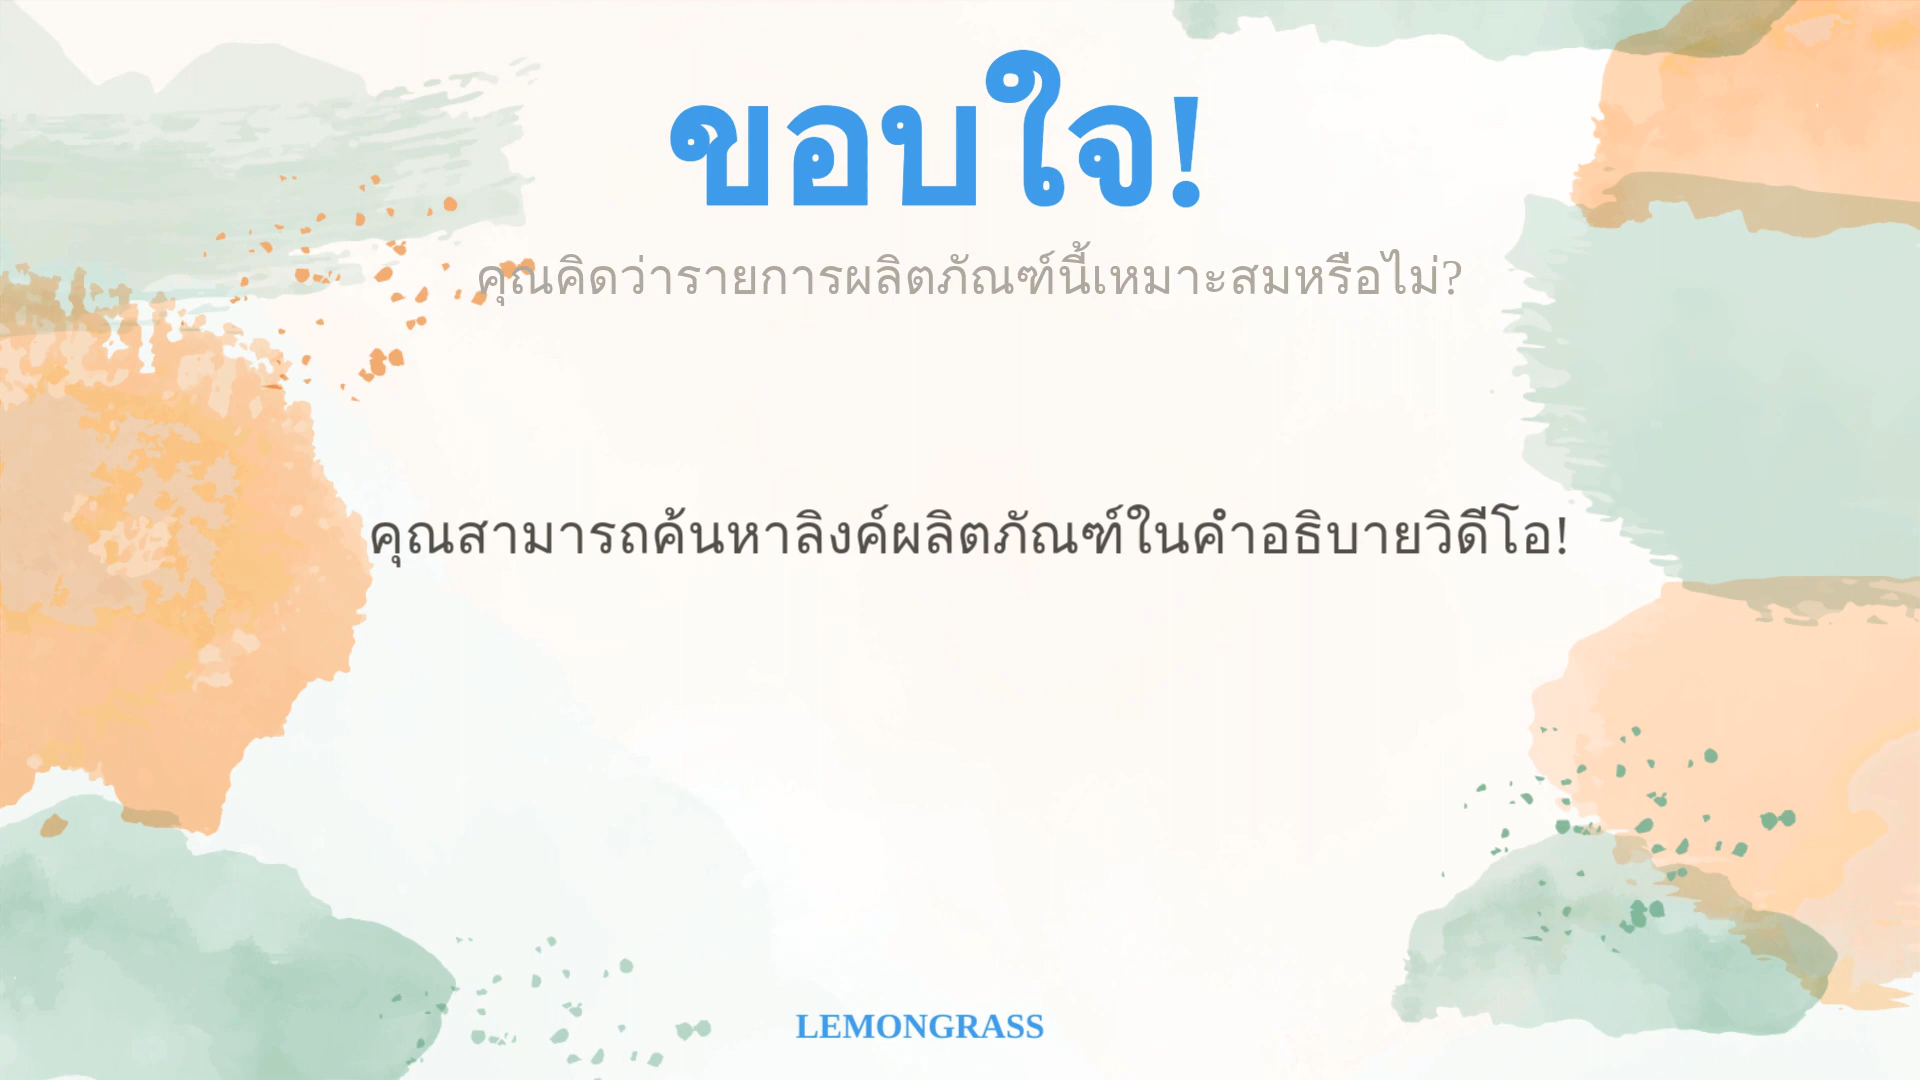 ขอบใจ!
คุณคิดว่ารายการผลิตภัณฑ์นี้เหมาะสมหรือไม่?
คุณสามารถค้นหาลิงค์ผลิตภัณฑ์ในคำอธิบายวิดีโอ!
LEMONGRASS